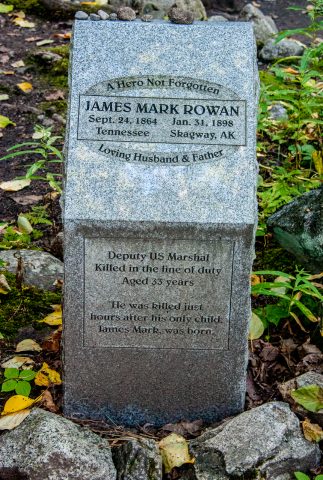 A Hero Not Forgotten
JAMES MARK ROWAN
Sept. 24, 1864 Jan. 31, 1898
Tennessee Skagway, AK
Loving Husband & Father
Deputy US Marshal
Killed in the line of duty
Aged 33 years
He was killed just
hours after his only child,
James Mark, was born.